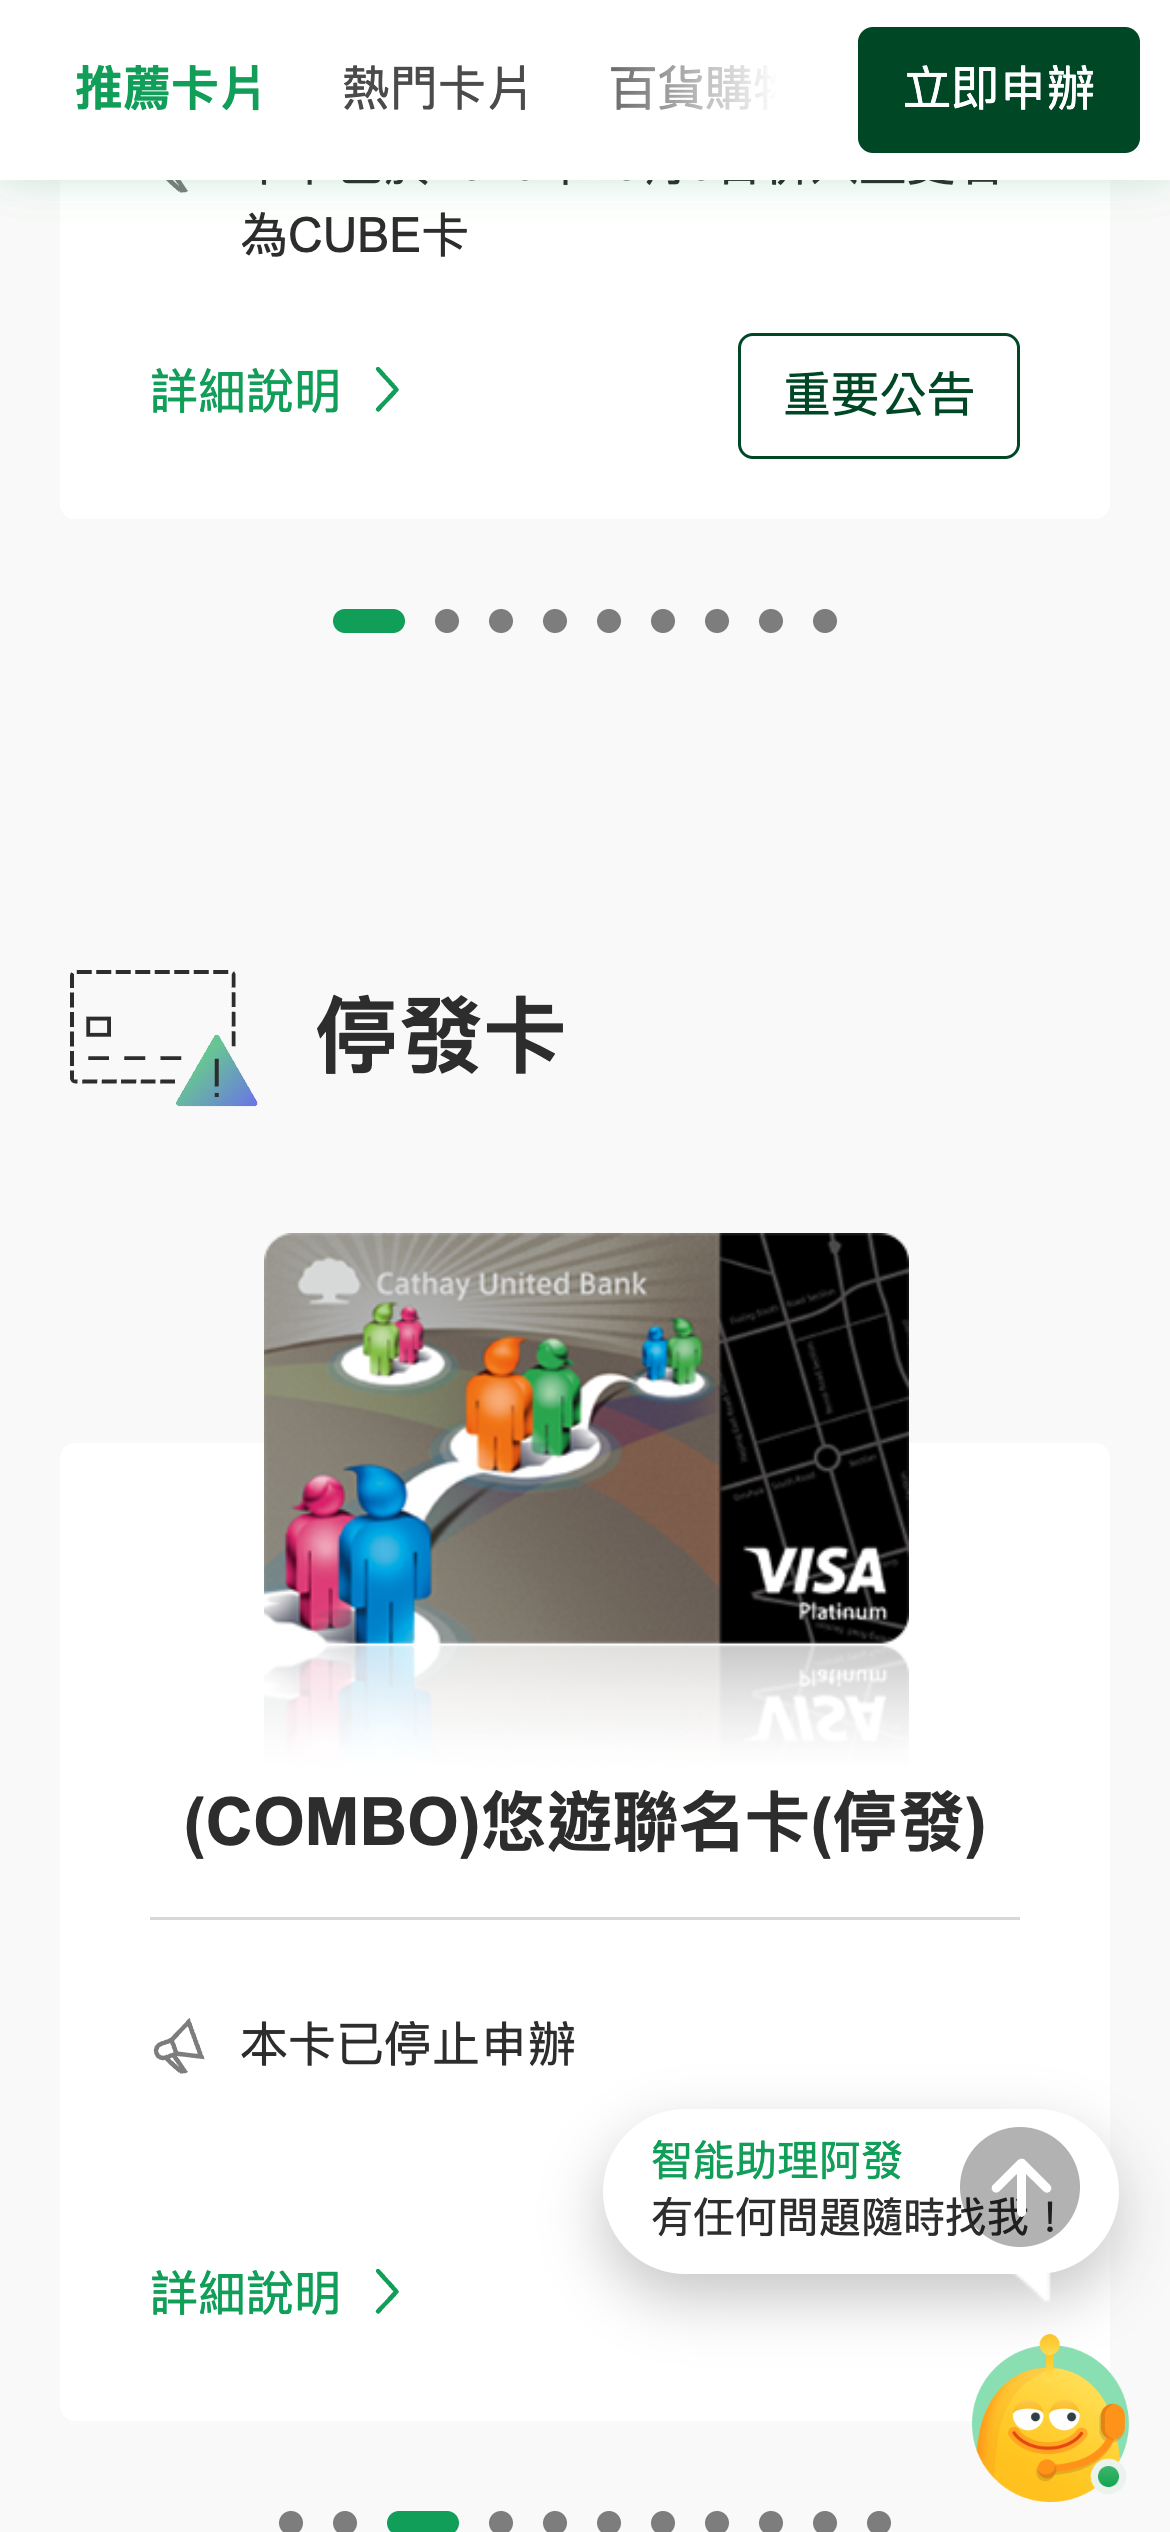 推薦卡片
熱門卡片
百貨購
立即申辦
為CUBE卡
詳細說明
重要公告
停發卡
Cathay United Bank
VISA
Platinum
(COMBO)悠遊聯名卡(停發)
本卡已停止申辦
智能助理阿發
有任何問題隨時找我！
詳細說明